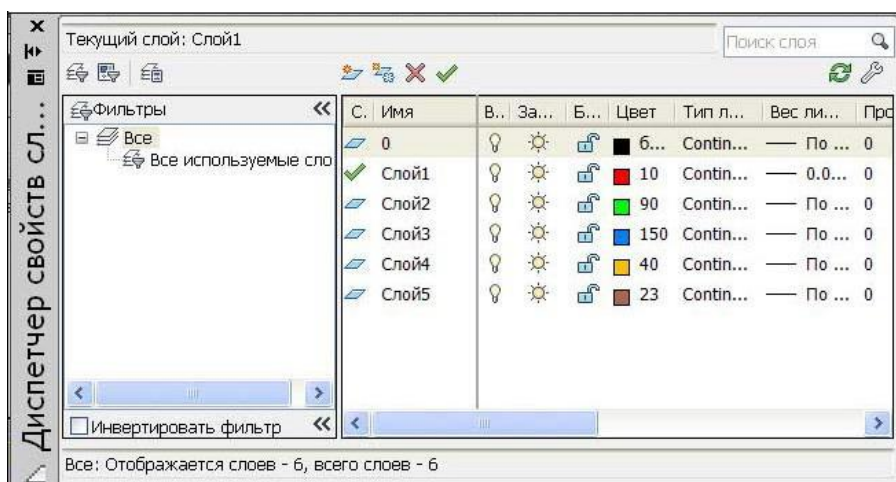 Диспетчер свойств сл...
Текущий слой: Слой1
Поиск слоя
Фильтры
Все
Все используемые сло
Инвертировать фильтр
С. Имя В.. За... Б... Цвет Тип л... Вес ли... Прс
0 б... Contin... По ... 0
Слой1 10 Contin... 0.0... 0
Слой2 90 Contin... По ... 0
Слой3 150 Contin... По ... 0
Слой4 40 Contin... По ... 0
Слой5 23 Contin... По ... 0
Все: Отображается слоев - 6, всего слоев - 6